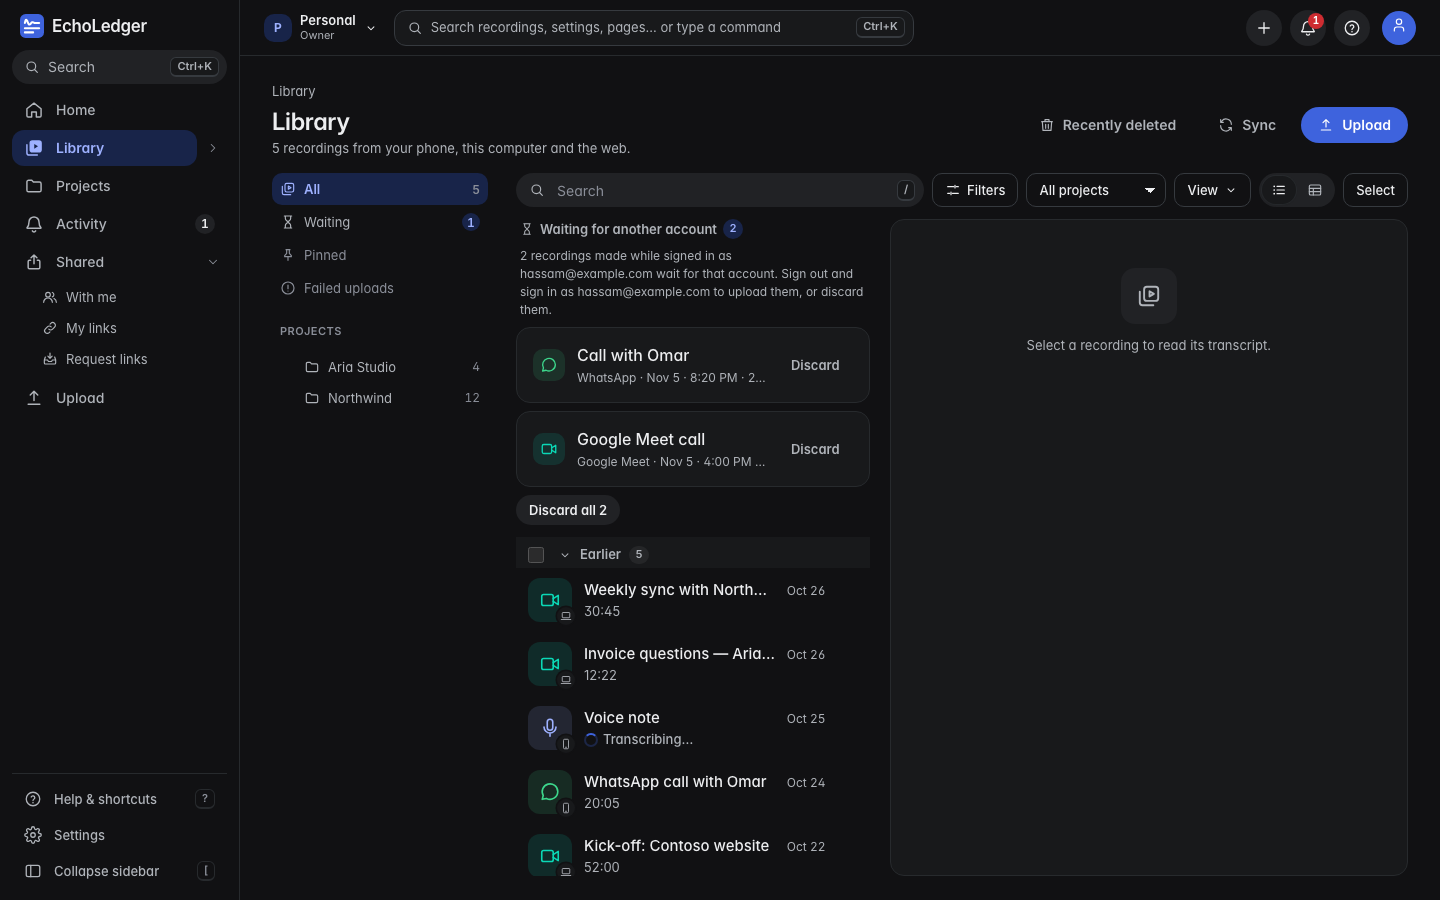 EchoLedger
Search
Ctrl+K
Home
Library
Projects
Activity
1
Shared
With me
My links
Request links
Upload
Help & shortcuts
?
Settings
Collapse sidebar
[
P
Personal
Owner
Search recordings, settings, pages... or type a command
Ctrl+K
1
Library
Library
5 recordings from your phone, this computer and the web.
Recently deleted
Sync
Upload
All
5
Waiting
1
Pinned
Failed uploads
PROJECTS
Aria Studio
4
Northwind
12
Search
/
Filters
All projects
View
Select
Waiting for another account
2
2 recordings made while signed in as
hassam@example.com wait for that account. Sign out and
sign in as hassam@example.com to upload them, or discard
them.
Call with Omar
WhatsApp · Nov 5 · 8:20 PM · 2...
Discard
Google Meet call
Google Meet · Nov 5 · 4:00 PM ...
Discard
Discard all 2
Earlier
5
Weekly sync with North...
Oct 26
30:45
Invoice questions — Aria...
Oct 26
12:22
Voice note
Oct 25
Transcribing...
WhatsApp call with Omar
Oct 24
20:05
Kick-off: Contoso website
Oct 22
52:00
Select a recording to read its transcript.